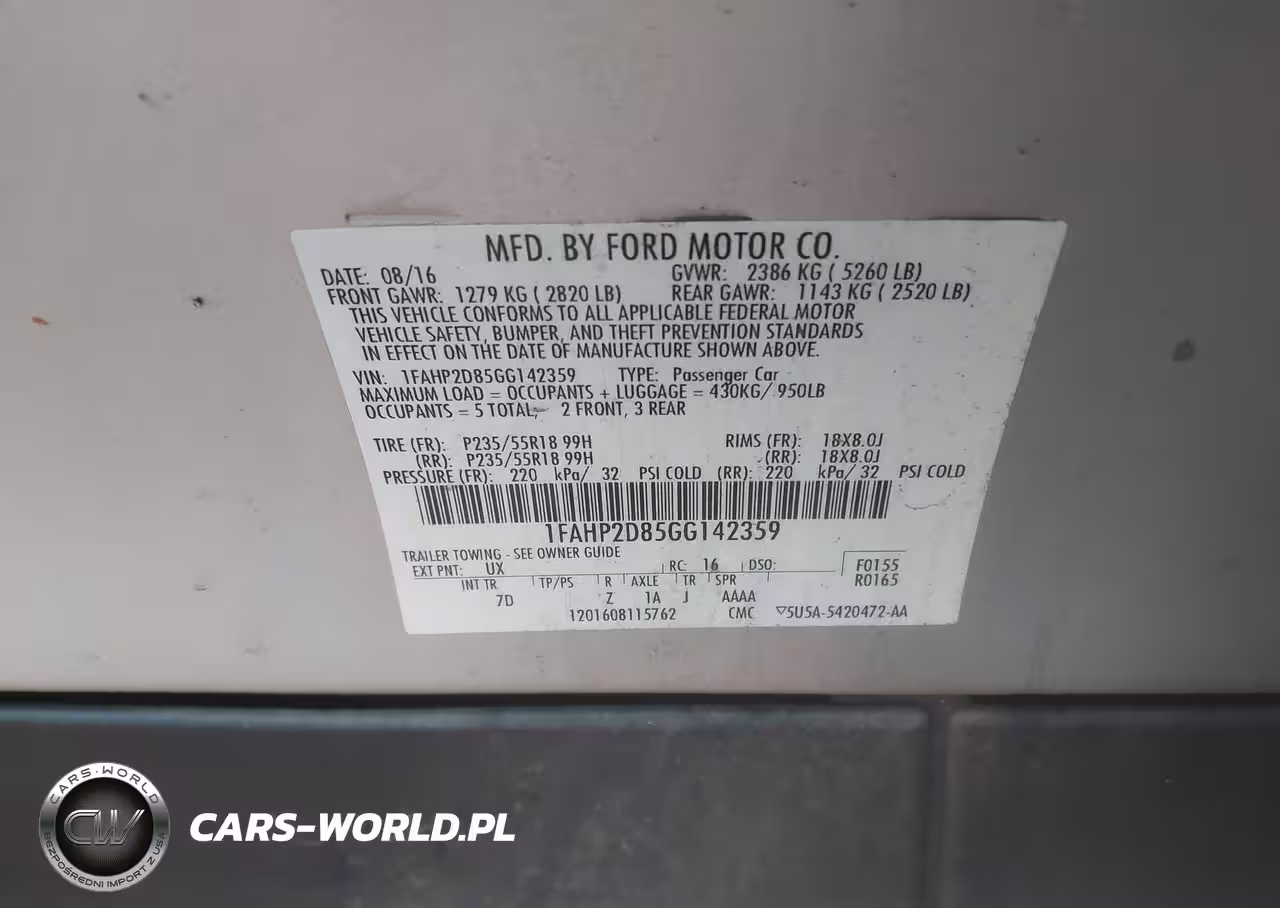 MFD. BY FORD MOTOR CO.
DATE: 08/16 GVWR: 2386 KG ( 5260 LB)
FRONT GAWR: 1279 KG ( 2820 LB) REAR GAWR: 1143 KG ( 2520 LB)
THIS VEHICLE CONFORMS TO ALL APPLICABLE FEDERAL MOTOR
VEHICLE SAFETY, BUMPER, AND THEFT PREVENTION STANDARDS
IN EFFECT ON THE DATE OF MANUFACTURE SHOWN ABOVE.
VIN: 1FAHP2D85GG142359 TYPE: Passenger Car
MAXIMUM LOAD = OCCUPANTS + LUGGAGE = 430KG/ 950LB
OCCUPANTS = 5 TOTAL, 2 FRONT, 3 REAR
TIRE (FR): P235/55R18 99H RIMS (FR): 18X8.0J
(RR): P235/55R18 99H (RR): 18X8.0J
PRESSURE (FR): 220 kPa/ 32 PSI COLD (RR): 220 kPa/ 32 PSI COLD
1FAHP2D85GG142359
TRAILER TOWING - SEE OWNER GUIDE
EXT PNT: UX RC: 16 DSO: F0155
R0165
INT TR TP/PS R AXLE TR SPR
7D Z 1A J AAAA
1201608115762 CMC ▽5U5A-5420472-AA
CARS-WORLD
CW
BEZPOŚREDNI IMPORT Z USA
CARS-WORLD.PL